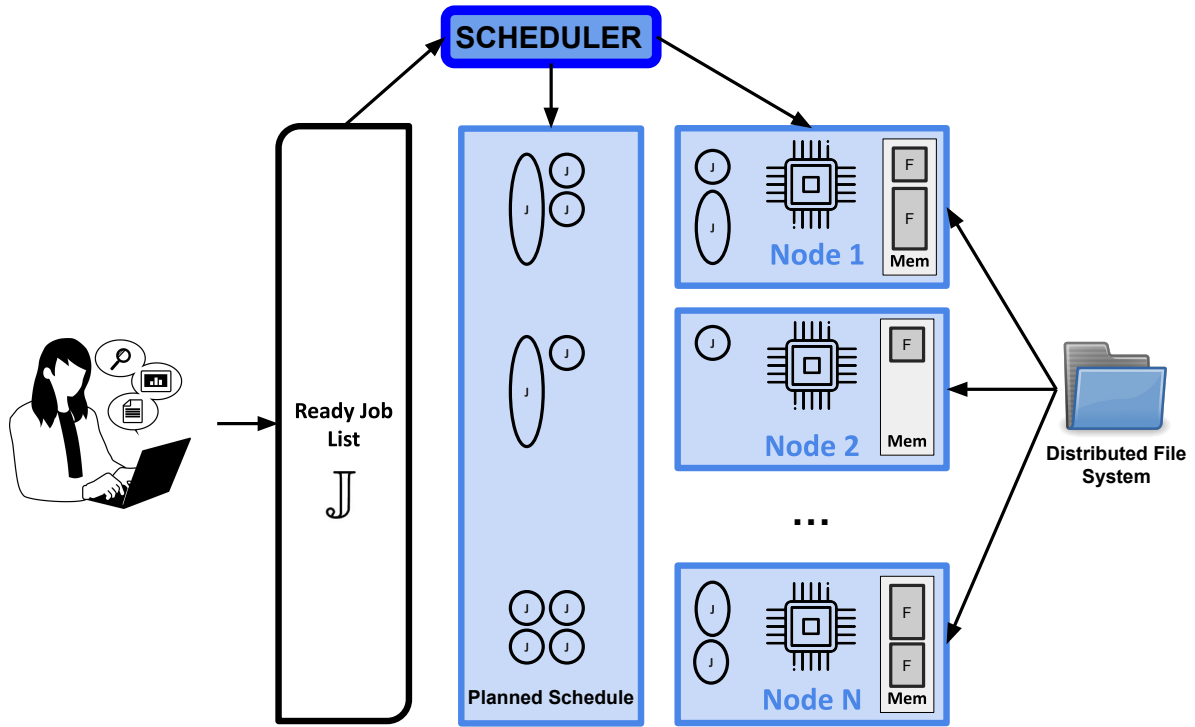 SCHEDULER
Ready Job
List
𝕁
J
J
J
J
J
J
J
J
J
Planned Schedule
J
J
F
F
Mem
Node 1
J
F
Mem
Node 2
...
J
J
F
F
Mem
Node N
Distributed File
System